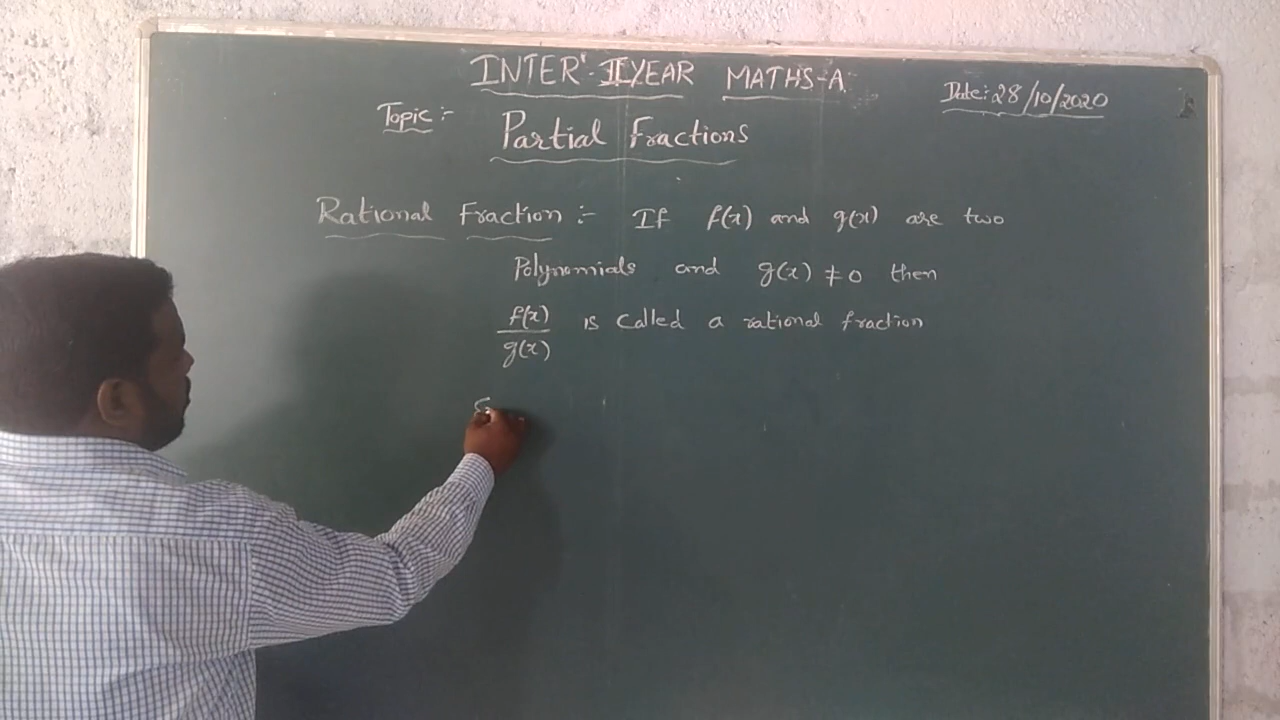 INTER'-II YEAR MATHS-A
Date:28/10/2020
Topic:-
Partial Fractions
Rational Fraction:- If f(x) and g(x) are two
Polynomials and g(x) ≠ 0 then
f(x)/g(x) is called a rational fraction